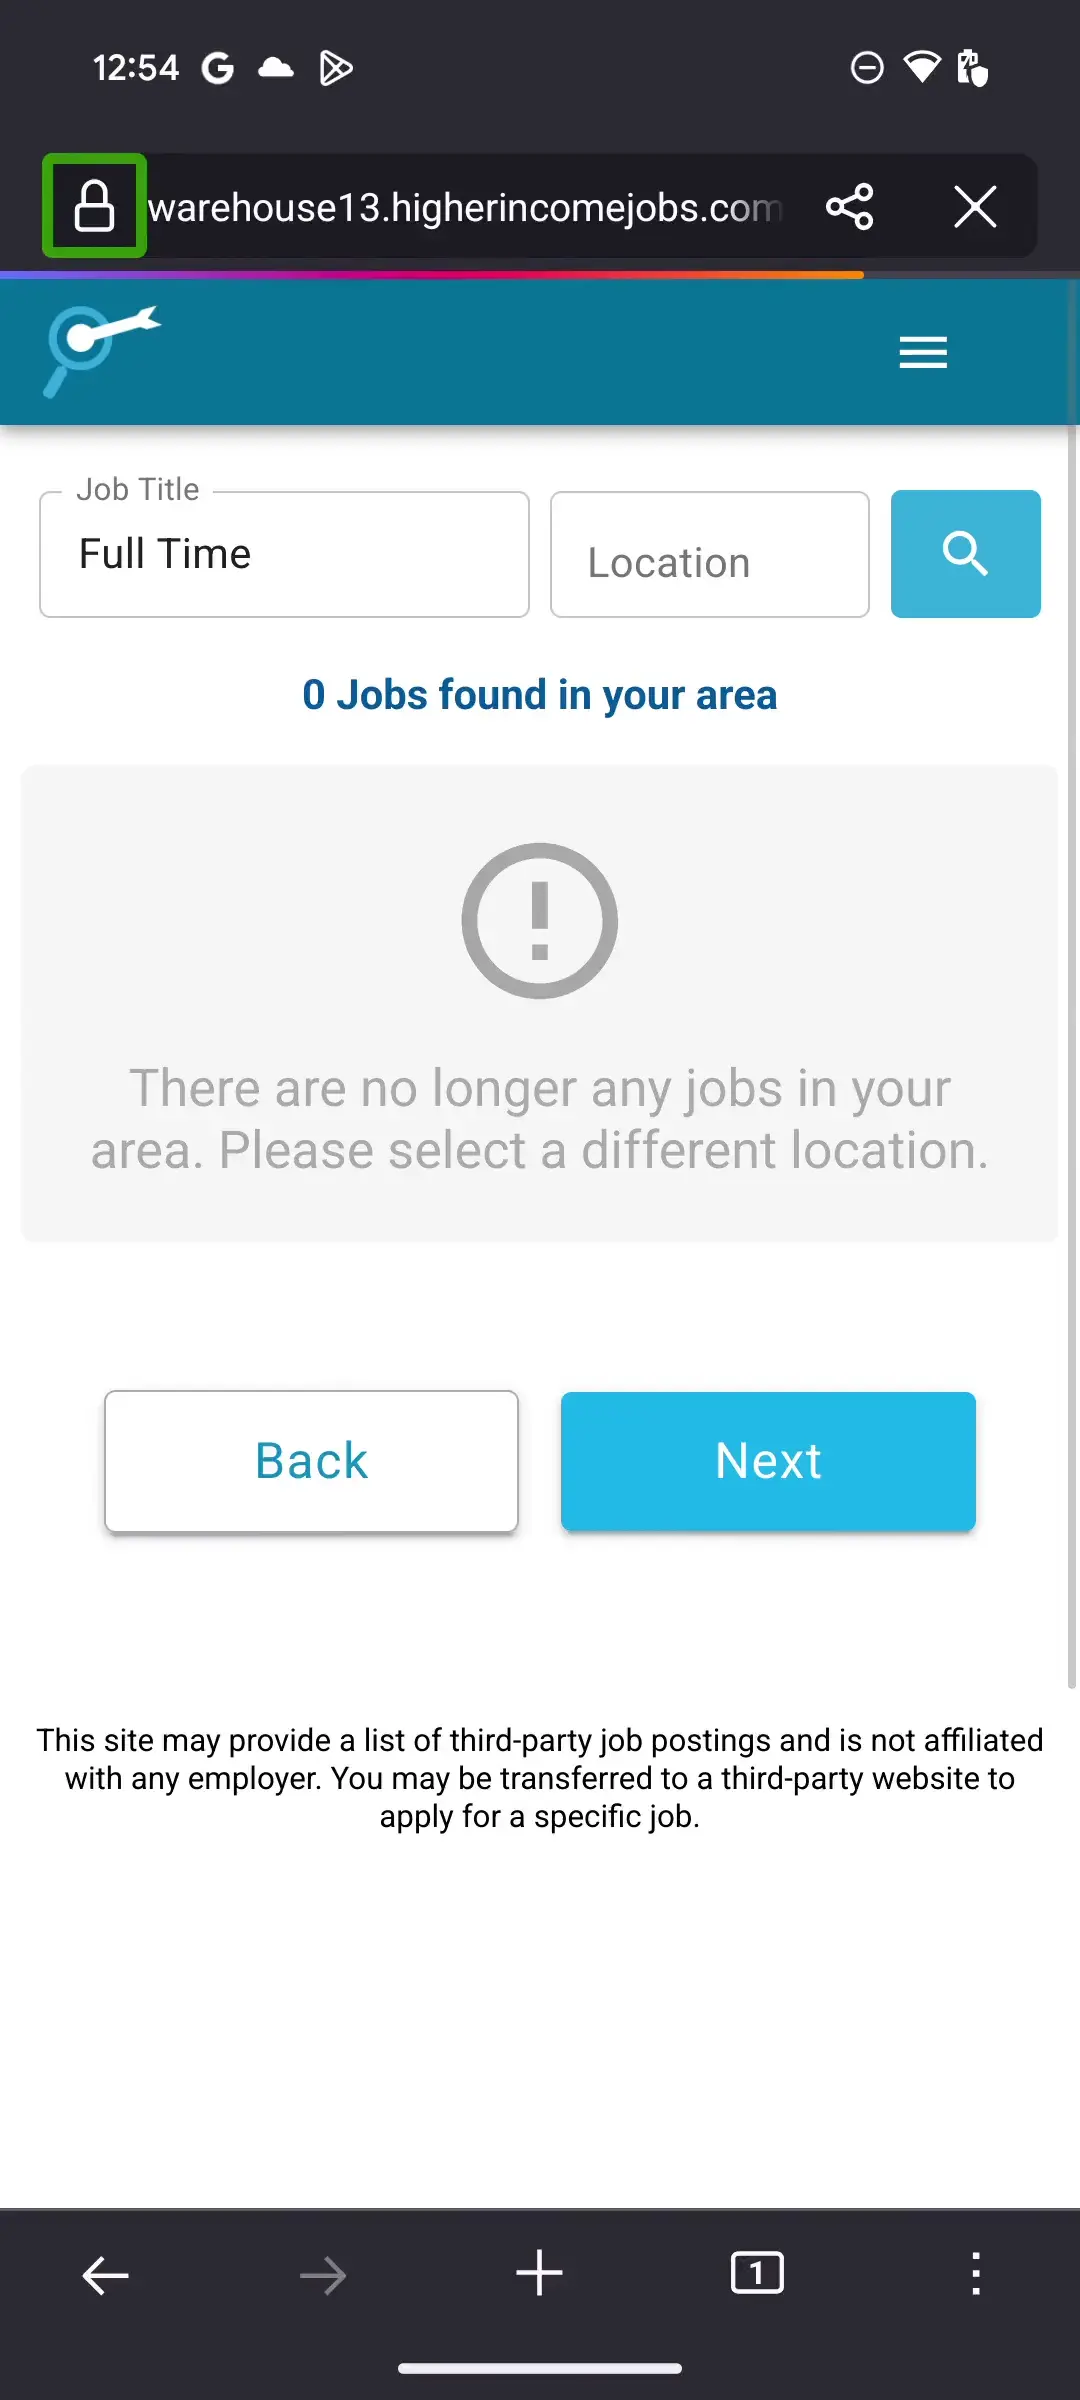 12:54
warehouse13.higherincomejobs.com
Job Title
Full Time
Location
0 Jobs found in your area
There are no longer any jobs in your
area. Please select a different location.
Back
Next
This site may provide a list of third-party job postings and is not affiliated
with any employer. You may be transferred to a third-party website to
apply for a specific job.
1